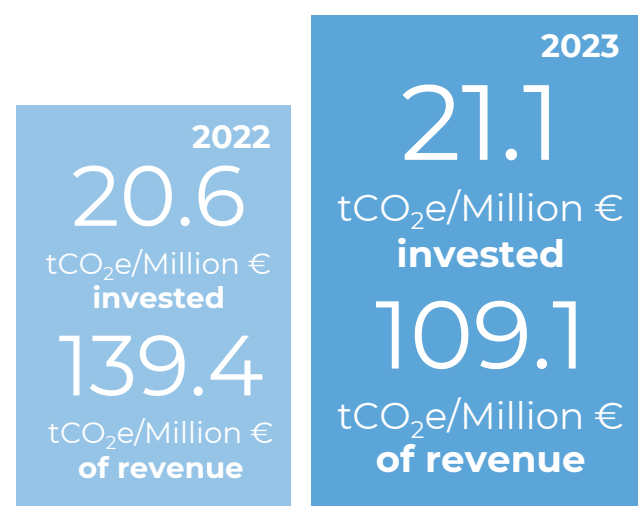 2022
20.6
tCO₂e/Million €
invested
139.4
tCO₂e/Million €
of revenue
2023
21.1
tCO₂e/Million €
invested
109.1
tCO₂e/Million €
of revenue